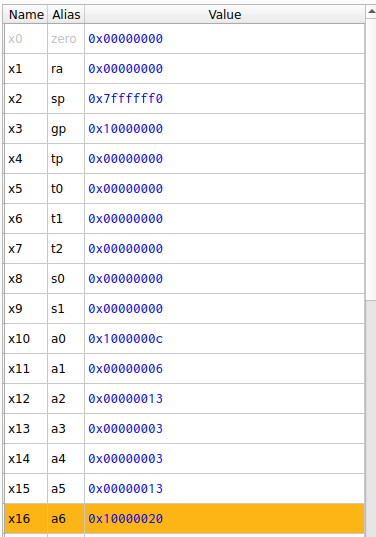 Name Alias Value
x0 zero 0x00000000
x1 ra 0x00000000
x2 sp 0x7ffffff0
x3 gp 0x10000000
x4 tp 0x00000000
x5 t0 0x00000000
x6 t1 0x00000000
x7 t2 0x00000000
x8 s0 0x00000000
x9 s1 0x00000000
x10 a0 0x1000000c
x11 a1 0x00000006
x12 a2 0x00000013
x13 a3 0x00000003
x14 a4 0x00000003
x15 a5 0x00000013
x16 a6 0x10000020